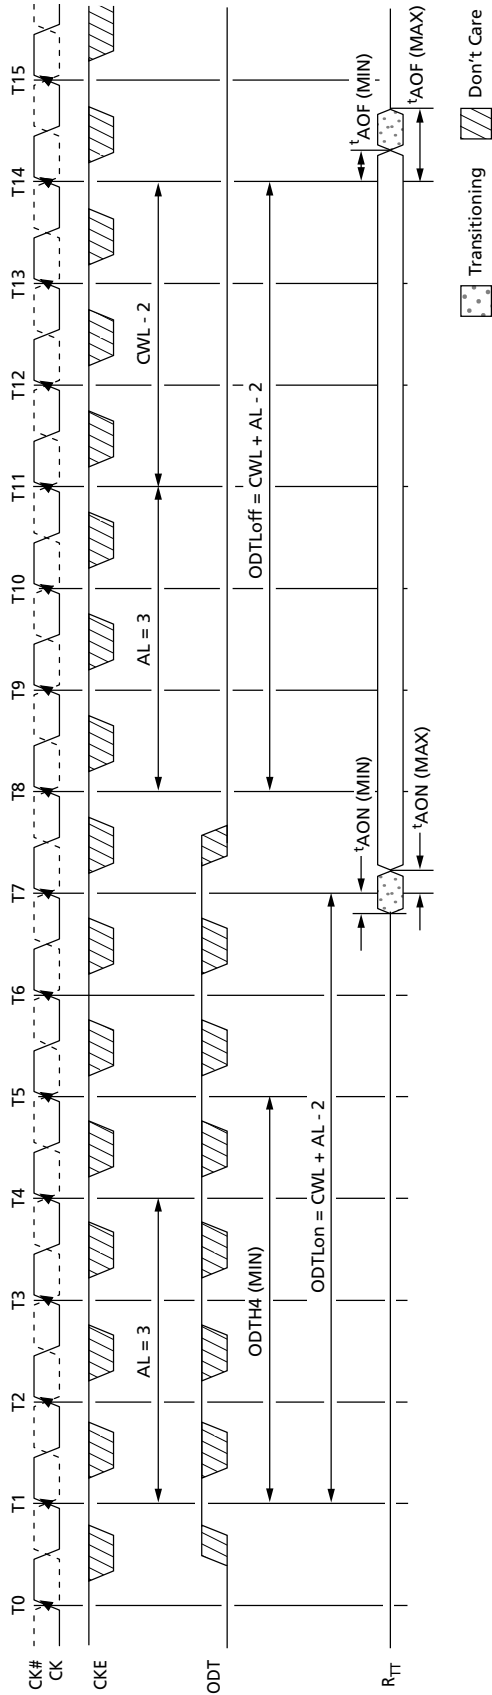 T0 T1 T2 T3 T4 T5 T6 T7 T8 T9 T10 T11 T12 T13 T14 T15
CK#
CK
CKE
AL = 3
AL = 3
CWL - 2
ODT
ODTH4 (MIN)
ODTLoff = CWL + AL - 2
ODTLon = CWL + AL - 2
tAON (MIN)
tAOF (MIN)
RTT
tAON (MAX)
tAOF (MAX)
Transitioning
Don't Care